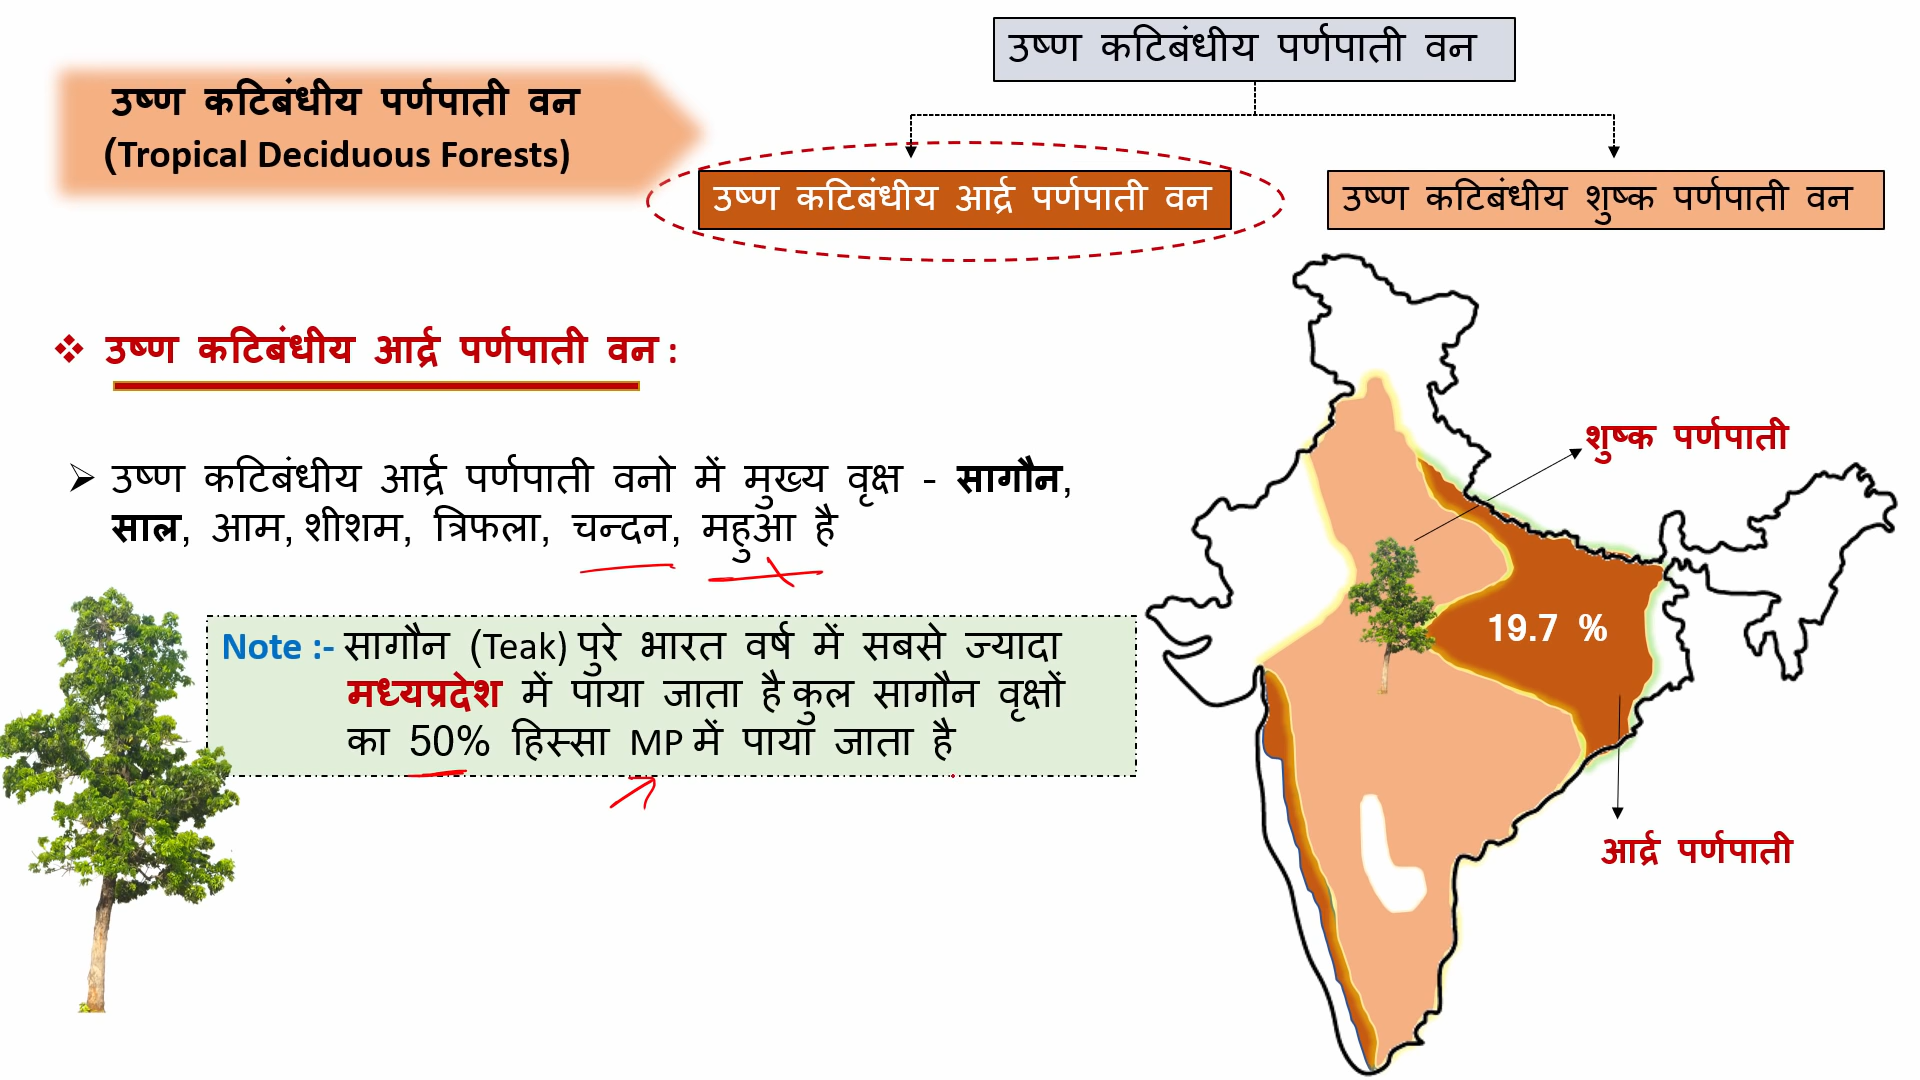 उष्ण कटिबंधीय पर्णपाती वन
(Tropical Deciduous Forests)
उष्ण कटिबंधीय पर्णपाती वन
उष्ण कटिबंधीय आर्द्र पर्णपाती वन
उष्ण कटिबंधीय शुष्क पर्णपाती वन
❖ उष्ण कटिबंधीय आर्द्र पर्णपाती वन :
➢ उष्ण कटिबंधीय आर्द्र पर्णपाती वनो में मुख्य वृक्ष - सागौन,
साल, आम, शीशम, त्रिफला, चन्दन, महुआ है
Note :- सागौन (Teak) पुरे भारत वर्ष में सबसे ज्यादा
मध्यप्रदेश में पाया जाता है कुल सागौन वृक्षों
का 50% हिस्सा MP में पाया जाता है
शुष्क पर्णपाती
19.7 %
आर्द्र पर्णपाती